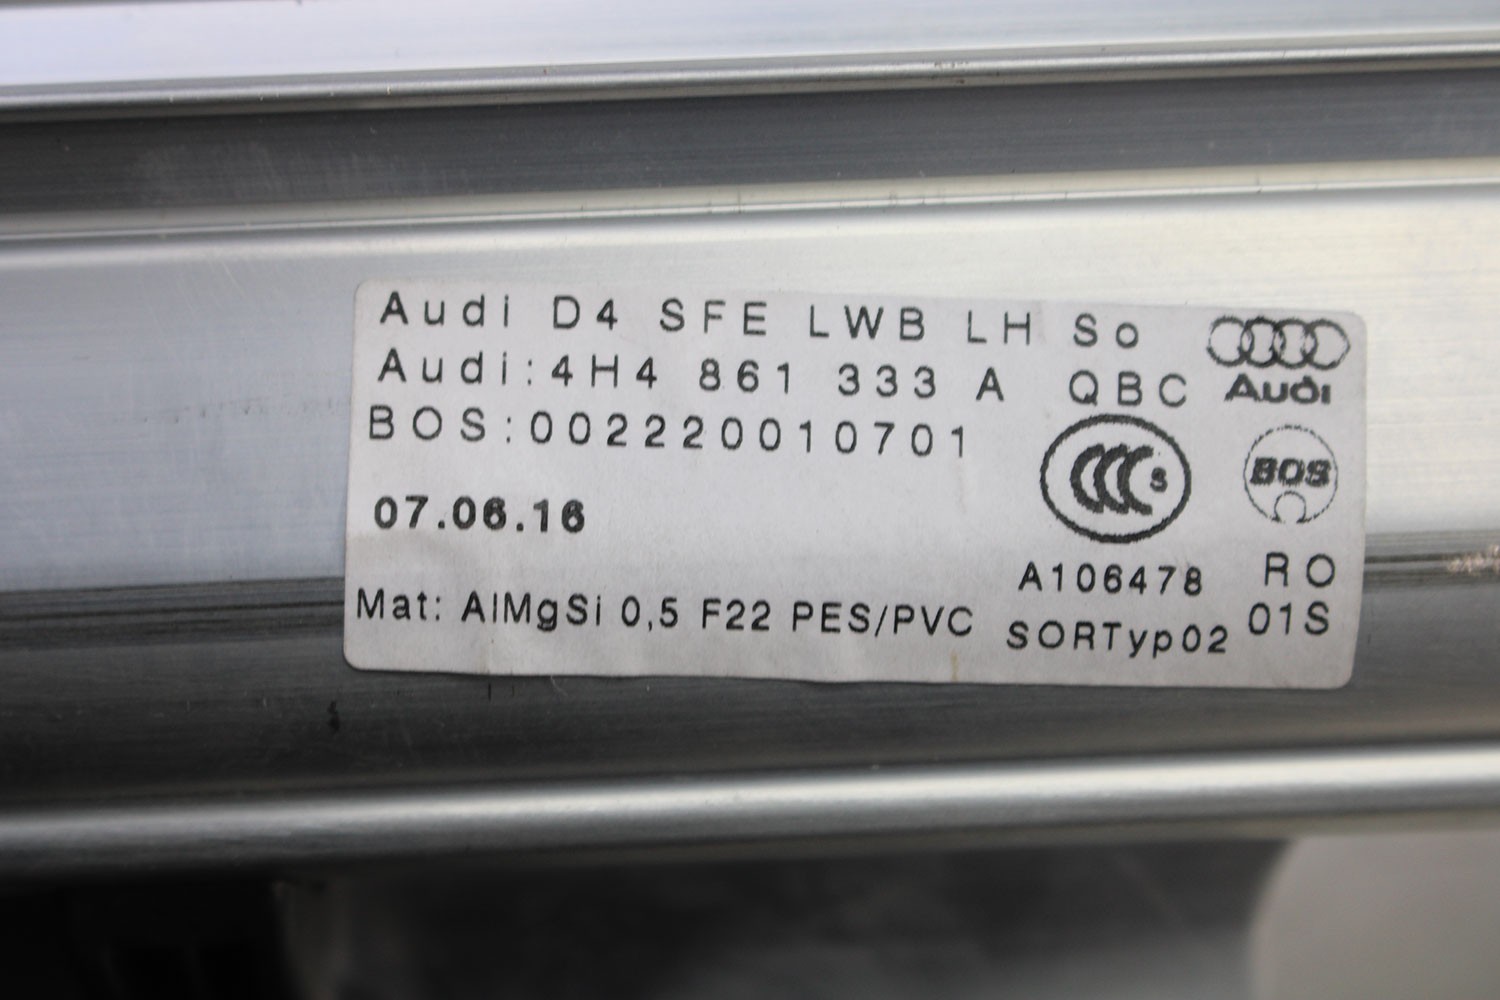 Audi D4 SFE LWB LH So
Audi:4H4 861 333 A QBC
Audi
BOS:002220010701
CCC S
BOS
07.06.16
A106478
RO
Mat: AlMgSi 0,5 F22 PES/PVC
SORTyp02
01S